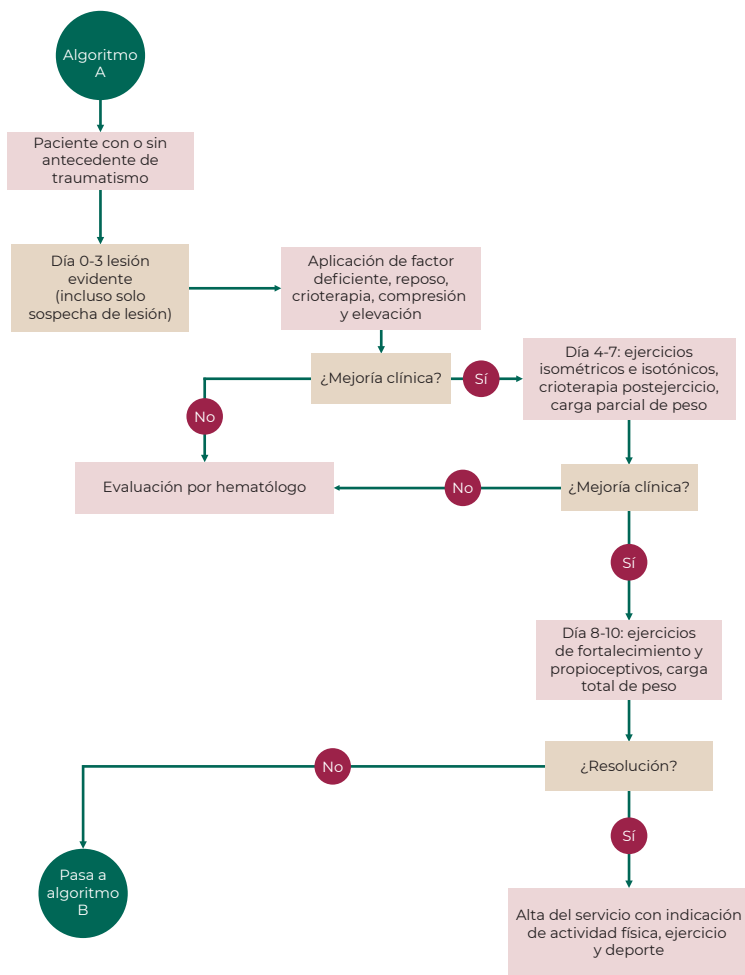 Algoritmo
A
Paciente con o sin
antecedente de
traumatismo
Día 0-3 lesión
evidente
(incluso solo
sospecha de lesión)
Aplicación de factor
deficiente, reposo,
crioterapia, compresión
y elevación
¿Mejoría clínica?
Sí
Día 4-7: ejercicios
isométricos e isotónicos,
crioterapia postejercicio,
carga parcial de peso
No
Evaluación por hematólogo
No
¿Mejoría clínica?
Sí
Día 8-10: ejercicios
de fortalecimiento y
propioceptivos, carga
total de peso
¿Resolución?
No
Sí
Pasa a
algoritmo
B
Alta del servicio con indicación
de actividad física, ejercicio
y deporte